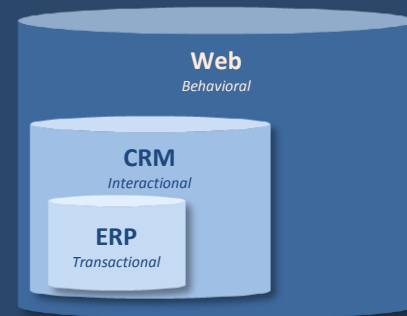 Web
Behavioral
CRM
Interactional
ERP
Transactional